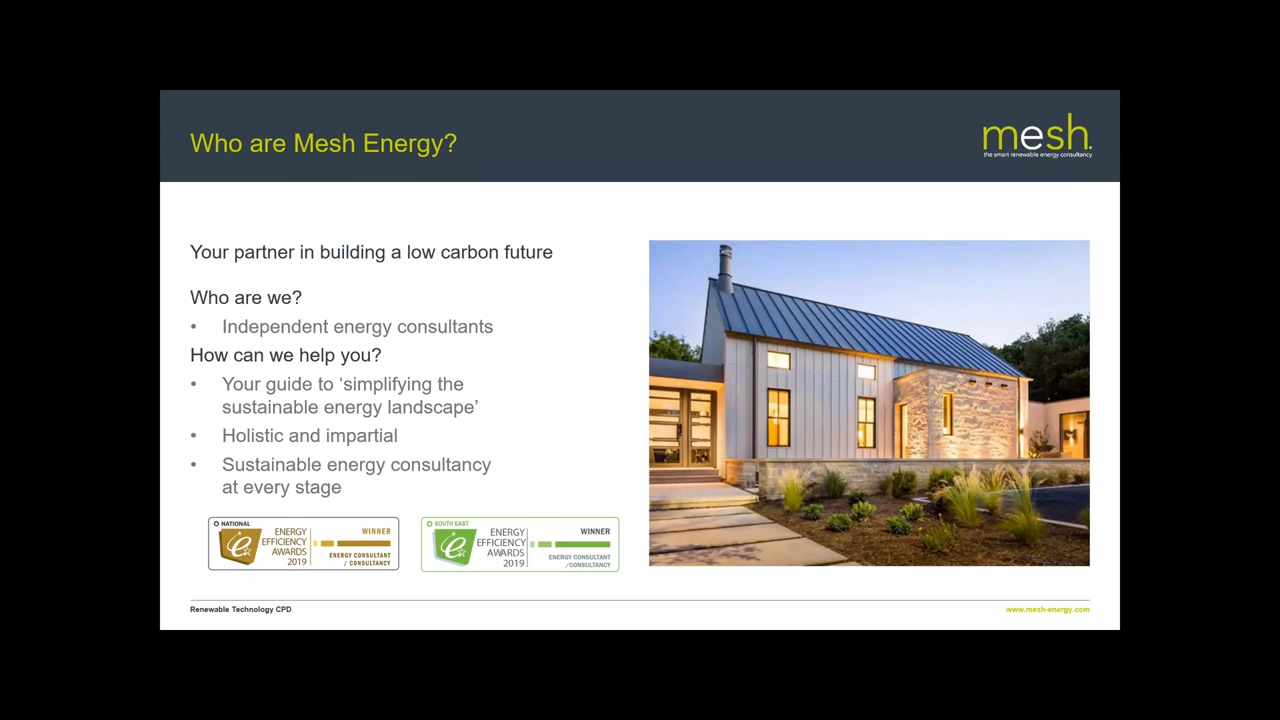 Who are Mesh Energy?
mesh.
the smart renewable energy consultancy
Your partner in building a low carbon future
Who are we?
• Independent energy consultants
How can we help you?
• Your guide to ‘simplifying the
sustainable energy landscape’
• Holistic and impartial
• Sustainable energy consultancy
at every stage
NATIONAL
e
ENERGY
EFFICIENCY
AWARDS
2019
WINNER
ENERGY CONSULTANT
/ CONSULTANCY
SOUTH EAST
e
ENERGY
EFFICIENCY
AWARDS
2019
WINNER
ENERGY CONSULTANT
/CONSULTANCY
Renewable Technology CPD
www.mesh-energy.com